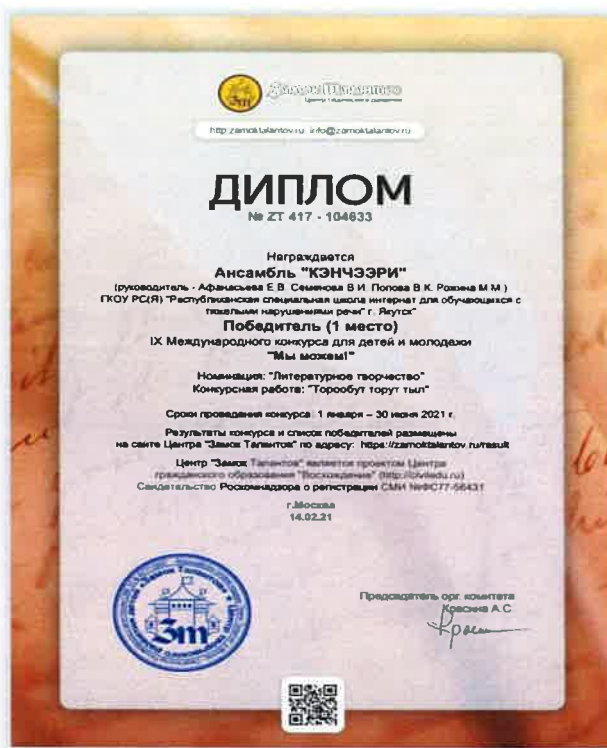 Замок Талантов
Зт
http:zamoktalantov.ru info@zamoktalantov.ru
ДИПЛОМ
№ ZT 417 - 104633
Награждается
Ансамбль "КЭНЧЭЭРИ"
(руководитель - Афанасьева Е.В. Семенова В.И. Попова В.К. Рожина М.М.)
ГКОУ РС(Я) "Республиканская специальная школа интернат для обучающихся с
тяжелыми нарушениями речи" г. Якутск"
Победитель (1 место)
IX Международного конкурса для детей и молодежи
"Мы можем!"
Номинация: "Литературное творчество"
Конкурсная работа: "Торообут торут тыл"
Сроки проведения конкурса: 1 января – 30 июня 2021 г.
Результаты конкурса и список победителей размещены
на сайте Центра "Замок Талантов" по адресу: https://zamoktalantov.ru/result
Центр "Замок Талантов" является проектом Центра
гражданского образования "Восхождение" (http://civiledu.ru)
Свидетельство Роскомнадзора о регистрации СМИ №ФС77-56431
г.Москва
14.02.21
Председатель орг. комитета
Красина А.С.
Зт